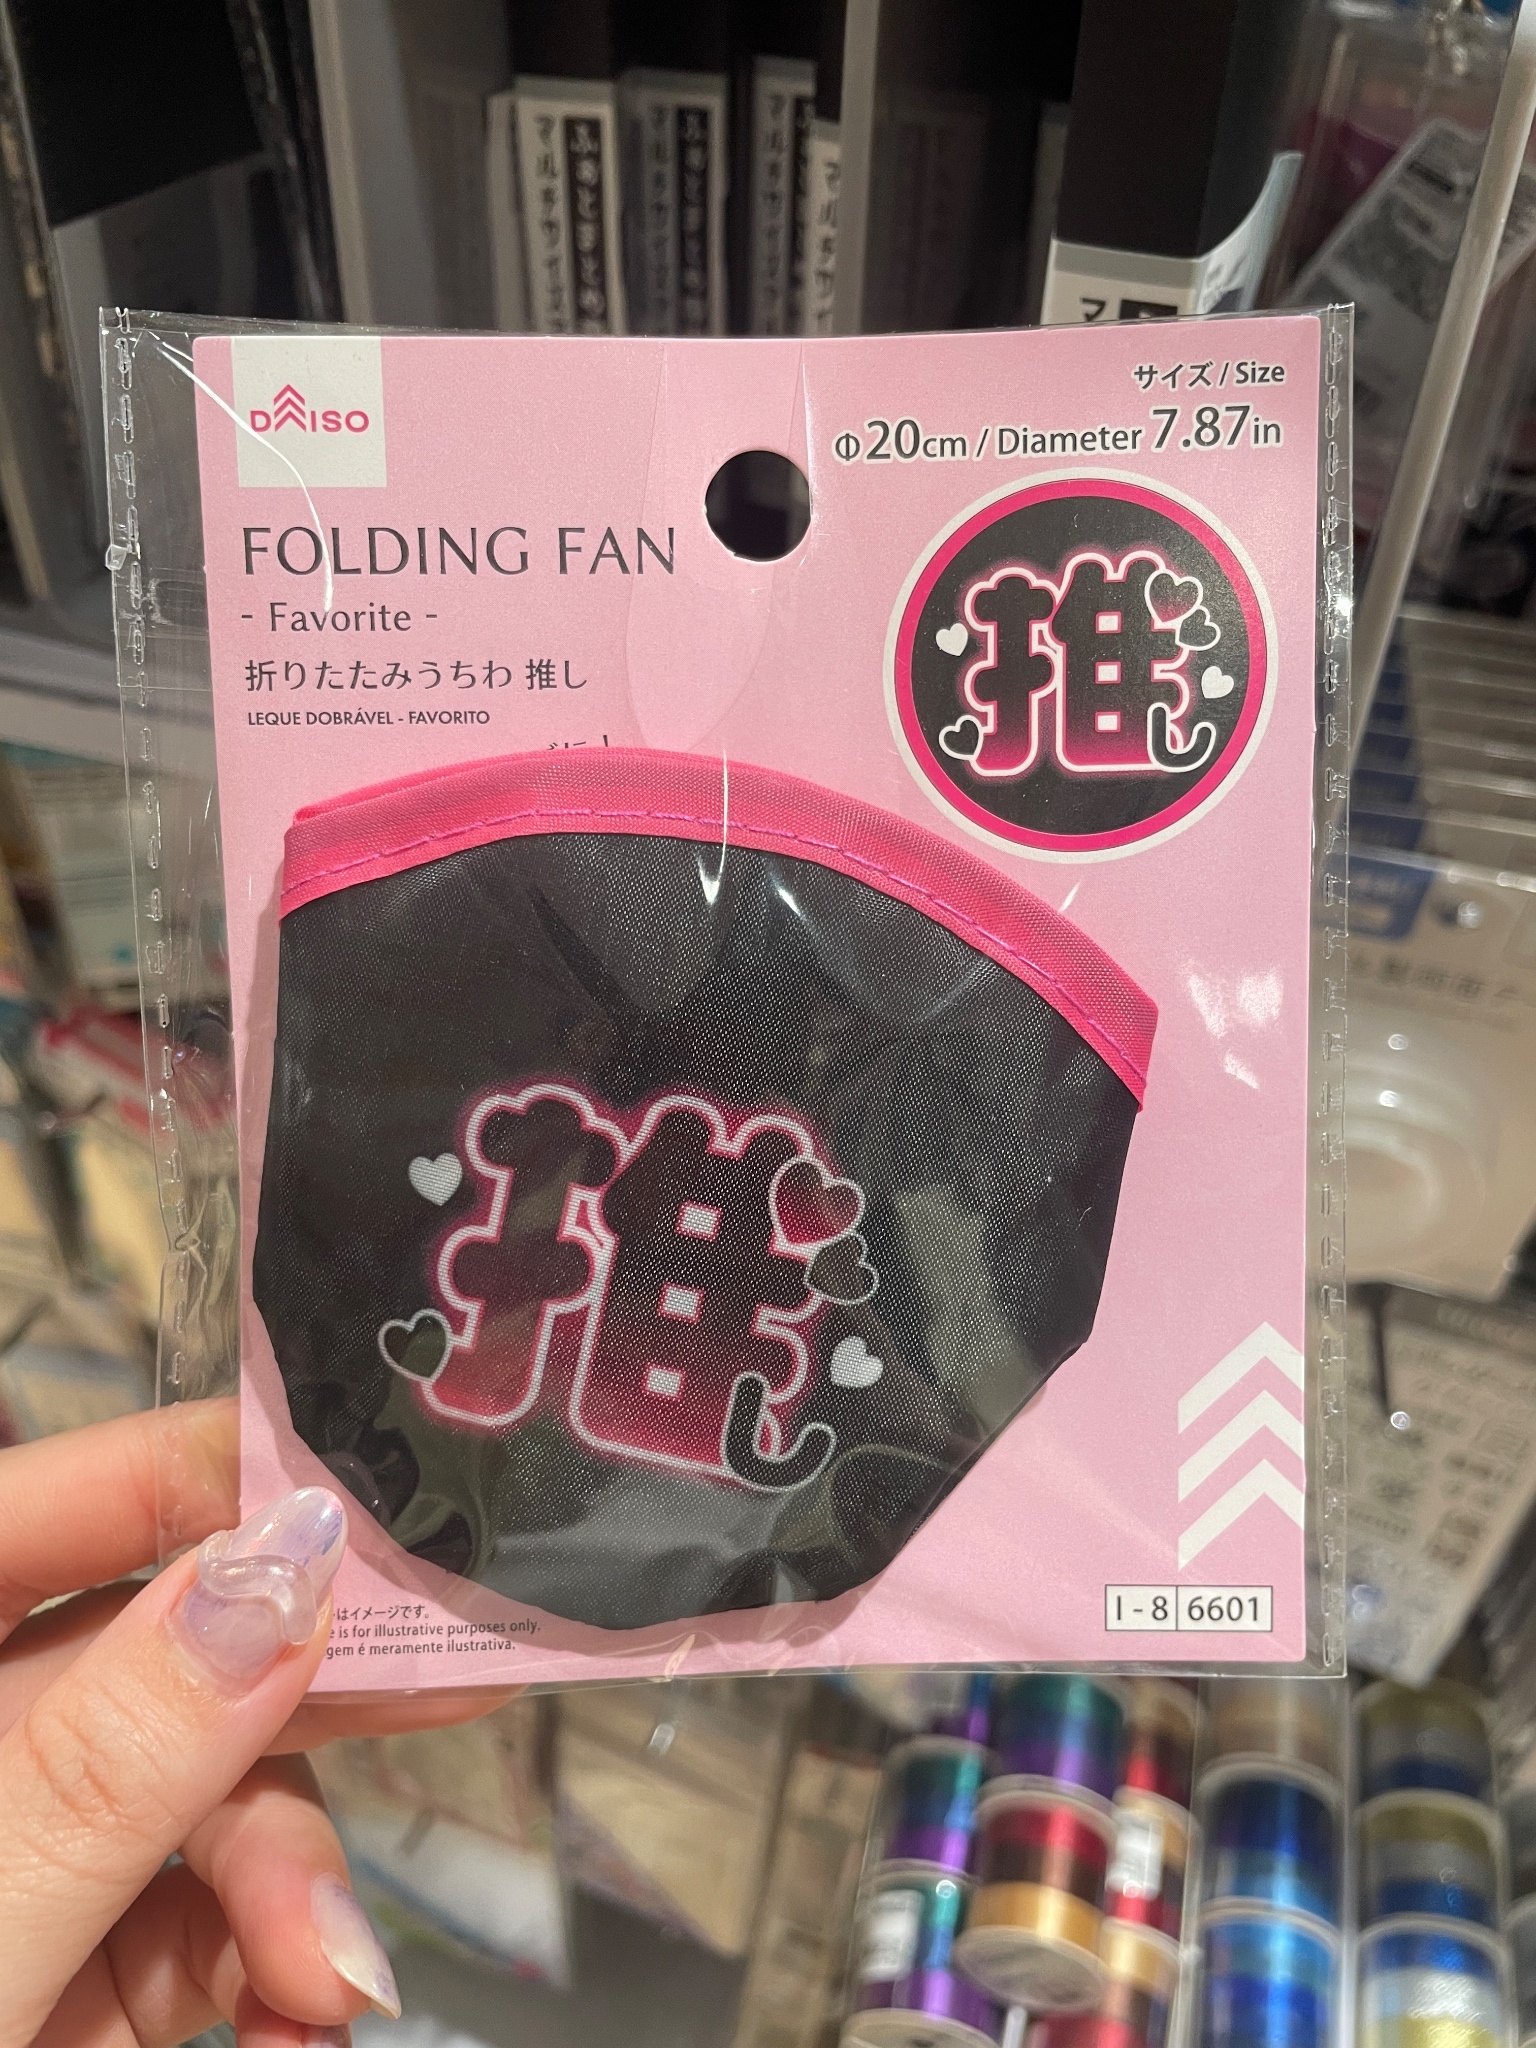 DAISO
サイズ / Size
Φ20cm / Diameter 7.87in
FOLDING FAN
- Favorite -
折りたたみうちわ 推し
LEQUE DOBRÁVEL - FAVORITO
推し
推し
はイメージです。
is for illustrative purposes only.
gem é meramente ilustrativa.
I - 8 6601